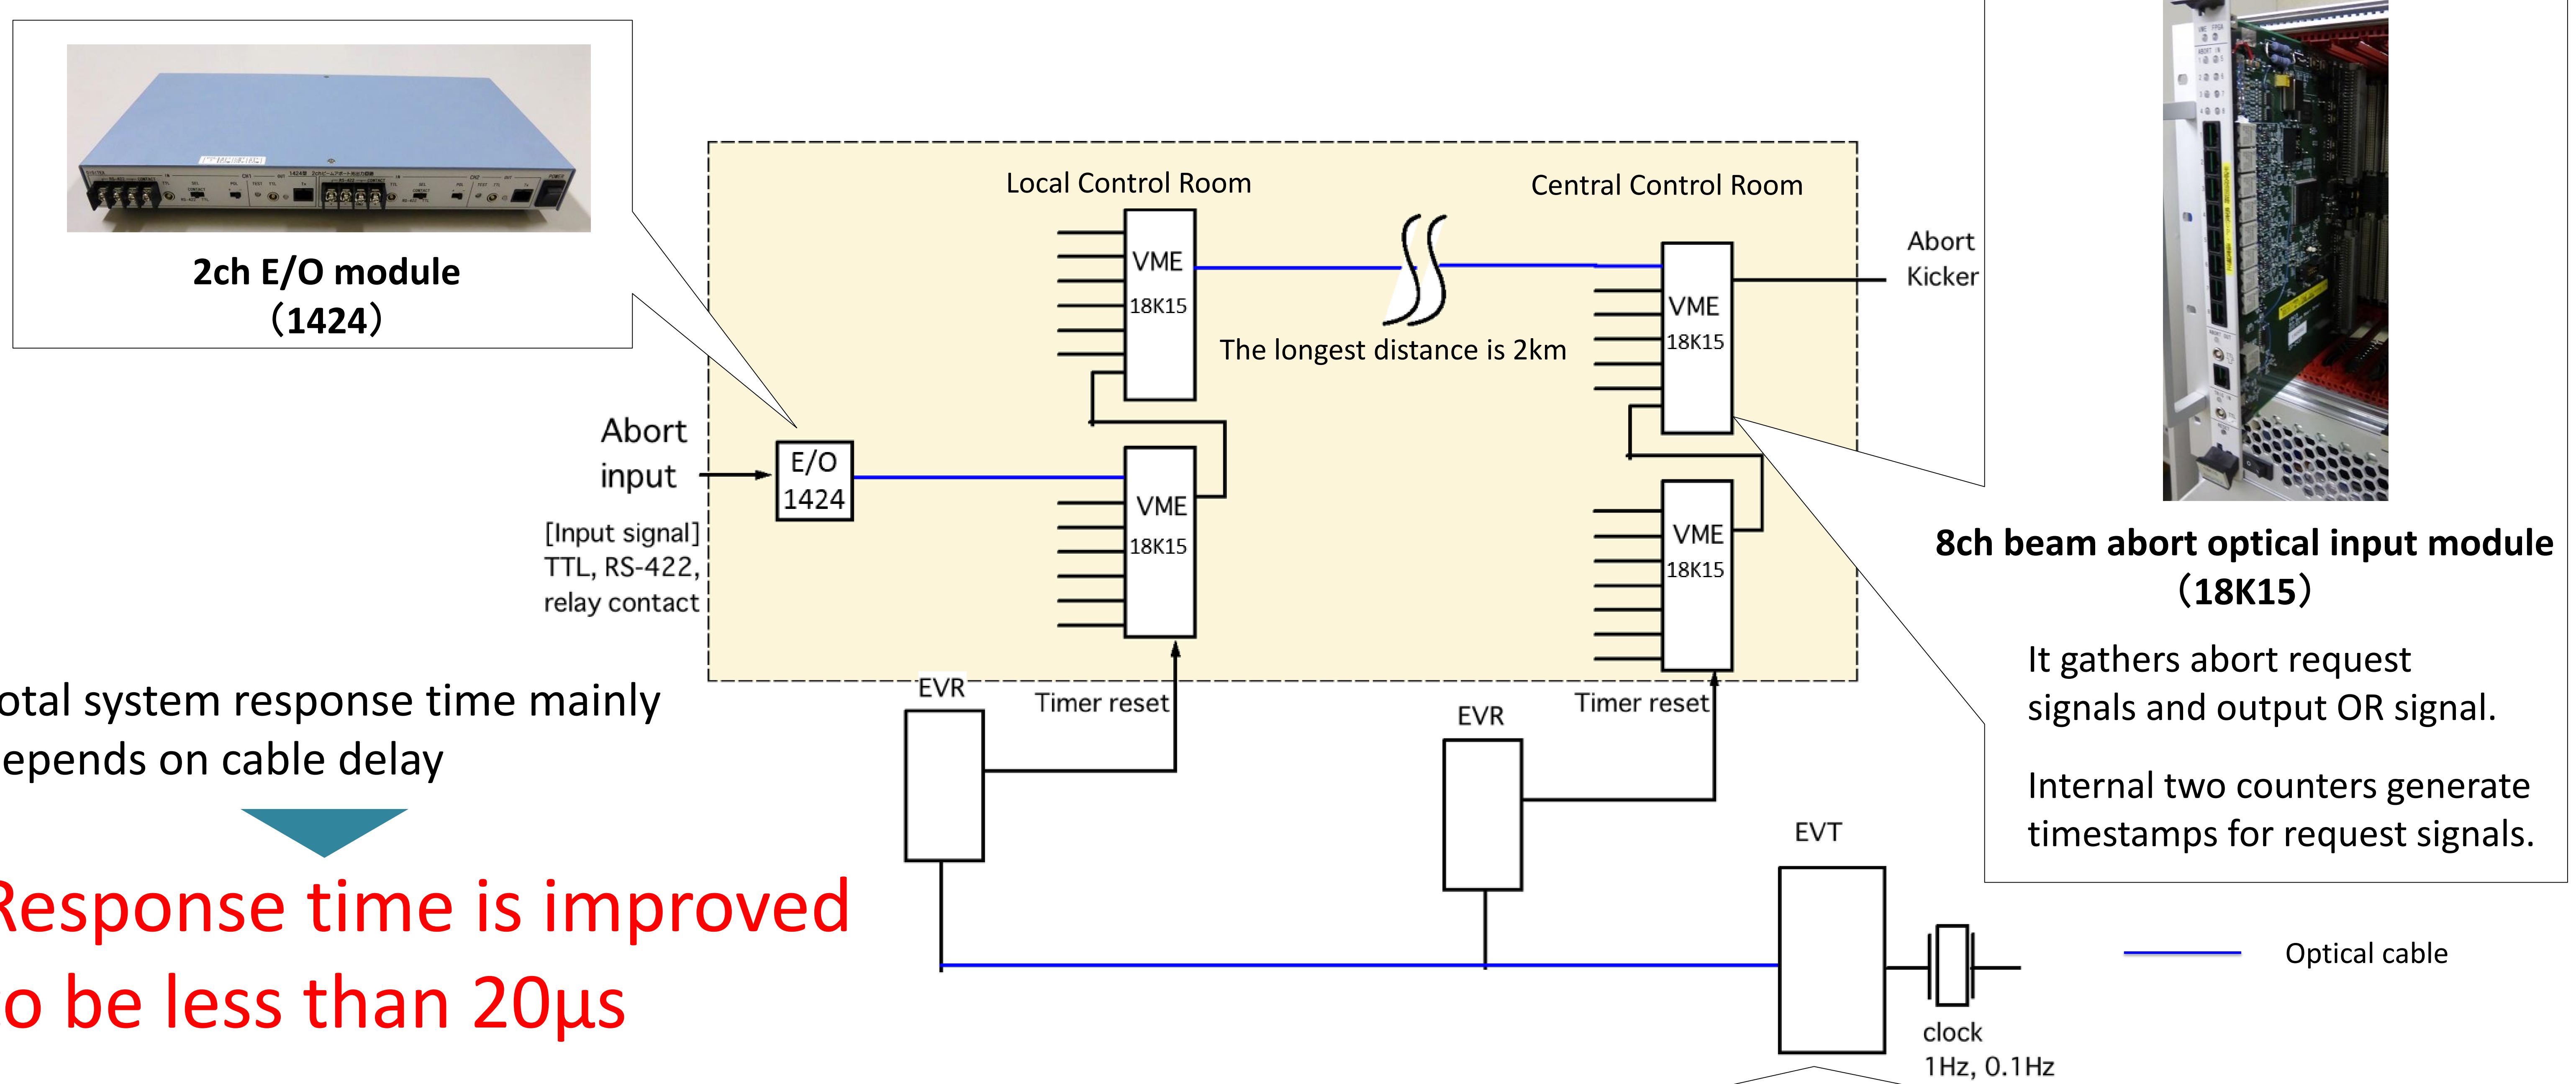 2ch E/O module
（1424）
Local Control Room
Central Control Room
VME
18K15
VME
18K15
Abort
Kicker
The longest distance is 2km
Abort
input
E/O
1424
[Input signal]
TTL, RS-422,
relay contact
VME
18K15
VME
18K15
8ch beam abort optical input module
（18K15）
It gathers abort request
signals and output OR signal.
Internal two counters generate
timestamps for request signals.
otal system response time mainly
epends on cable delay
Response time is improved
o be less than 20μs
EVR
Timer reset
EVR
Timer reset
EVT
clock
1Hz, 0.1Hz
Optical cable